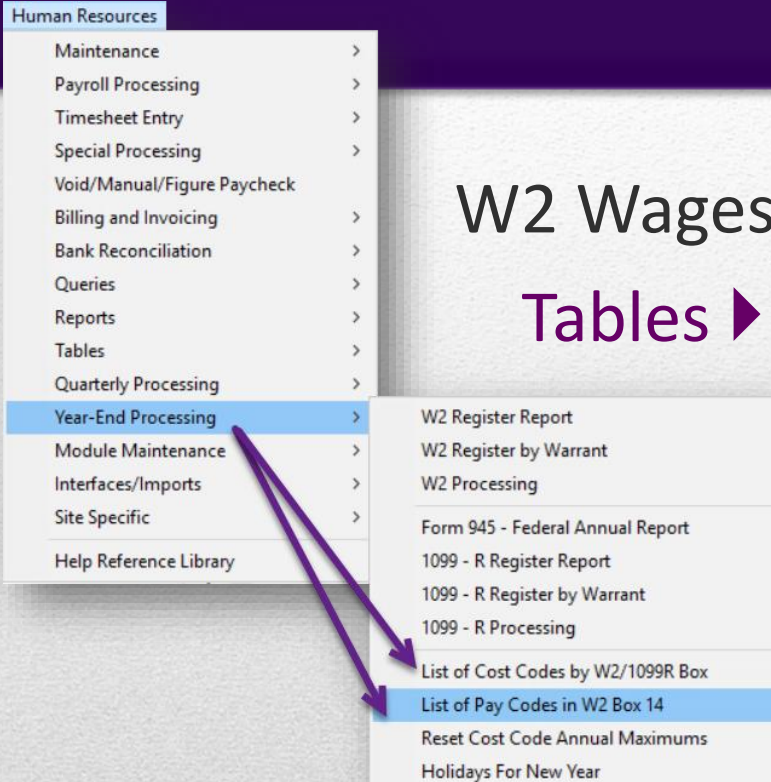 Human Resources
Maintenance
Payroll Processing
Timesheet Entry
Special Processing
Void/Manual/Figure Paycheck
Billing and Invoicing
Bank Reconciliation
Queries
Reports
Tables
Quarterly Processing
Year-End Processing
Module Maintenance
Interfaces/Imports
Site Specific
Help Reference Library
W2 Wages
Tables
W2 Register Report
W2 Register by Warrant
W2 Processing
Form 945 - Federal Annual Report
1099 - R Register Report
1099 - R Register by Warrant
1099 - R Processing
List of Cost Codes by W2/1099R Box
List of Pay Codes in W2 Box 14
Reset Cost Code Annual Maximums
Holidays For New Year